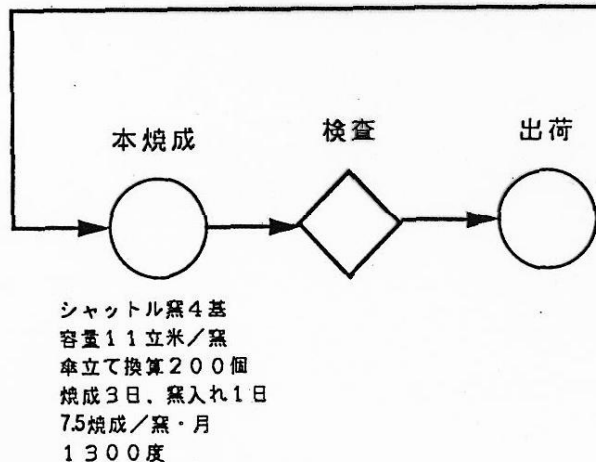 本焼成
検査
出荷
シャットル窯4基
容量11立米／窯
傘立て換算200個
焼成3日、窯入れ1日
7.5焼成／窯・月
1300度